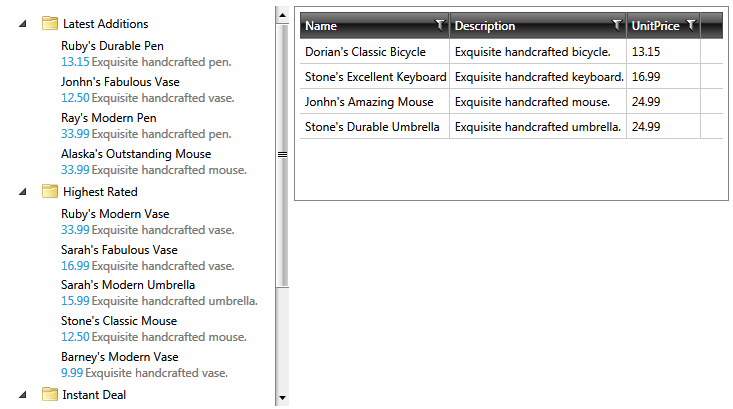 Latest Additions
Ruby's Durable Pen
13.15 Exquisite handcrafted pen.
Jonhn's Fabulous Vase
12.50 Exquisite handcrafted vase.
Ray's Modern Pen
33.99 Exquisite handcrafted pen.
Alaska's Outstanding Mouse
33.99 Exquisite handcrafted mouse.
Highest Rated
Ruby's Modern Vase
33.99 Exquisite handcrafted vase.
Sarah's Fabulous Vase
16.99 Exquisite handcrafted vase.
Sarah's Modern Umbrella
15.99 Exquisite handcrafted umbrella.
Stone's Classic Mouse
12.50 Exquisite handcrafted mouse.
Barney's Modern Vase
9.99 Exquisite handcrafted vase.
Instant Deal
Name Description UnitPrice
Dorian's Classic Bicycle Exquisite handcrafted bicycle. 13.15
Stone's Excellent Keyboard Exquisite handcrafted keyboard. 16.99
Jonhn's Amazing Mouse Exquisite handcrafted mouse. 24.99
Stone's Durable Umbrella Exquisite handcrafted umbrella. 24.99